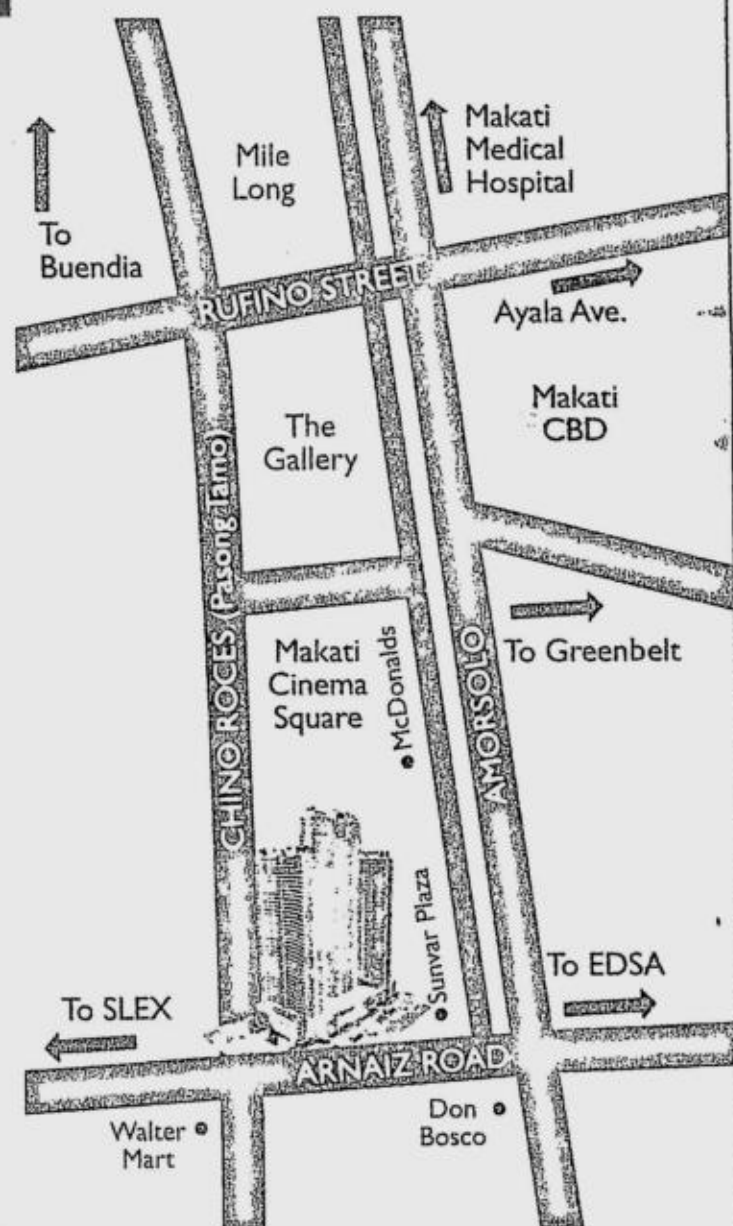 Mile
Long
Makati
Medical
Hospital
To
Buendia
RUFINO STREET
Ayala Ave.
Makati
CBD
The
Gallery
CHINO ROCES (Pasong Tamo)
To Greenbelt
Makati
Cinema
Square
McDonalds
AMORSOLO
Sunvar Plaza
To EDSA
To SLEX
ARNAIZ ROAD
Walter
Mart
Don
Bosco